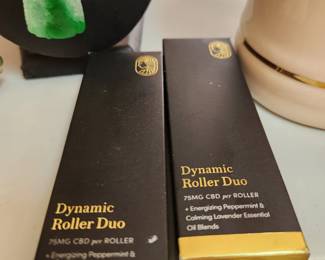 Dynamic
Roller Duo
75MG CBD per ROLLER
+ Energizing Peppermint &
Dynamic
Roller Duo
75MG CBD per ROLLER
+ Energizing Peppermint &
Calming Lavender Essential
Oil Blends